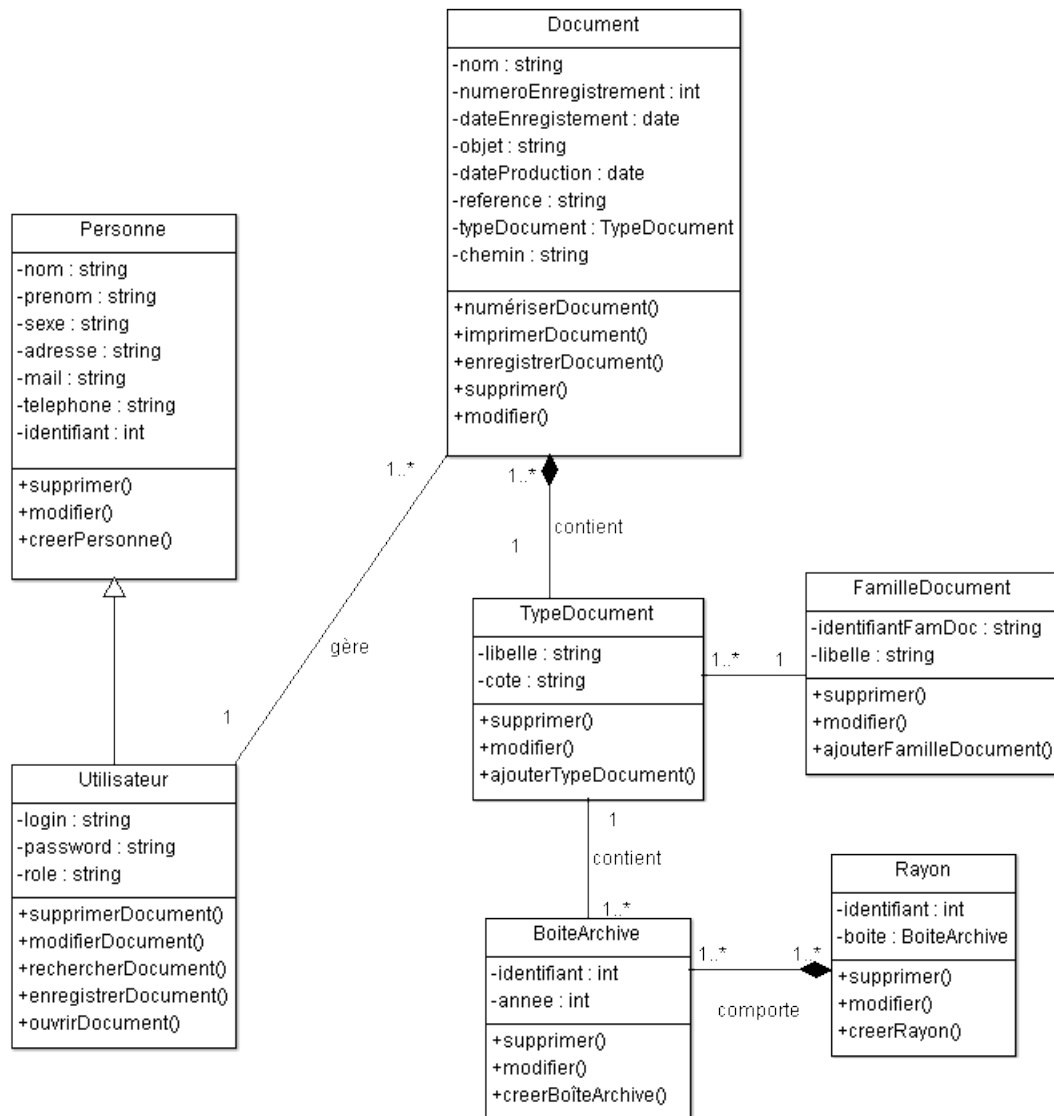 Document
-nom : string
-numeroEnregistrement : int
-dateEnregistement : date
-objet : string
-dateProduction : date
-reference : string
-typeDocument : TypeDocument
-chemin : string
+numériserDocument()
+imprimerDocument()
+enregistrerDocument()
+supprimer()
+modifier()
Personne
-nom : string
-prenom : string
-sexe : string
-adresse : string
-mail : string
-telephone : string
-identifiant : int
+supprimer()
+modifier()
+creerPersonne()
1..*
gère
1
1..*
contient
1
TypeDocument
-libelle : string
-cote : string
+supprimer()
+modifier()
+ajouterTypeDocument()
1..*
1
FamilleDocument
-identifiantFamDoc : string
-libelle : string
+supprimer()
+modifier()
+ajouterFamilleDocument()
Utilisateur
-login : string
-password : string
-role : string
+supprimerDocument()
+modifierDocument()
+rechercherDocument()
+enregistrerDocument()
+ouvrirDocument()
1
contient
1..*
BoiteArchive
-identifiant : int
-annee : int
+supprimer()
+modifier()
+creerBoîteArchive()
1..*
1..*
comporte
Rayon
-identifiant : int
-boite : BoiteArchive
+supprimer()
+modifier()
+creerRayon()